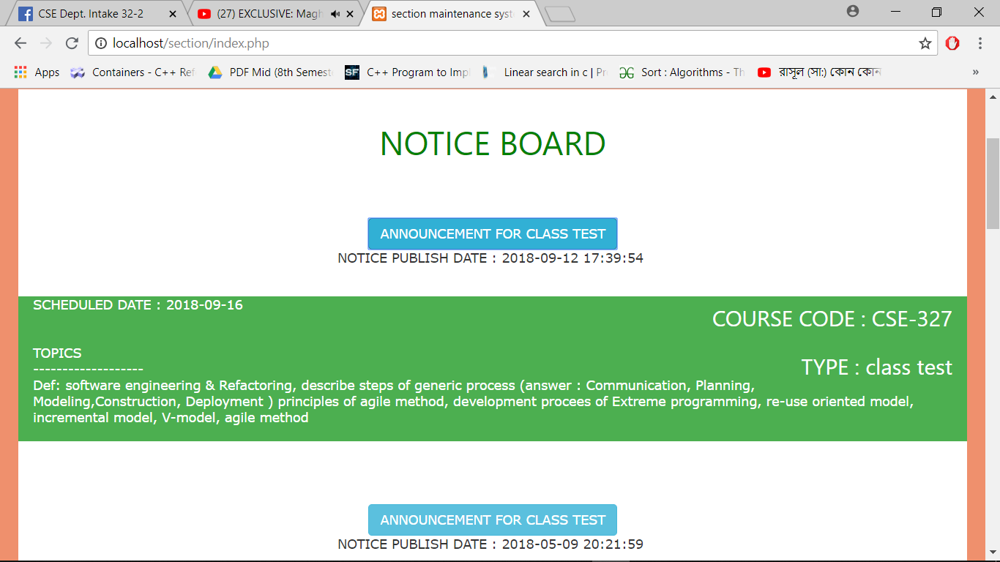 CSE Dept. Intake 32-2
(27) EXCLUSIVE: Magh
section maintenance syst
localhost/section/index.php
Apps
Containers - C++ Ref
PDF Mid (8th Semest
SF
C++ Program to Impl
Linear search in c | Pr
Sort : Algorithms - Th
রাসূল (সা:) কোন কোন
»
NOTICE BOARD
ANNOUNCEMENT FOR CLASS TEST
NOTICE PUBLISH DATE : 2018-09-12 17:39:54
SCHEDULED DATE : 2018-09-16
COURSE CODE : CSE-327
TOPICS
-------------------
TYPE : class test
Def: software engineering & Refactoring, describe steps of generic process (answer : Communication, Planning,
Modeling,Construction, Deployment ) principles of agile method, development procees of Extreme programming, re-use oriented model,
incremental model, V-model, agile method
ANNOUNCEMENT FOR CLASS TEST
NOTICE PUBLISH DATE : 2018-05-09 20:21:59